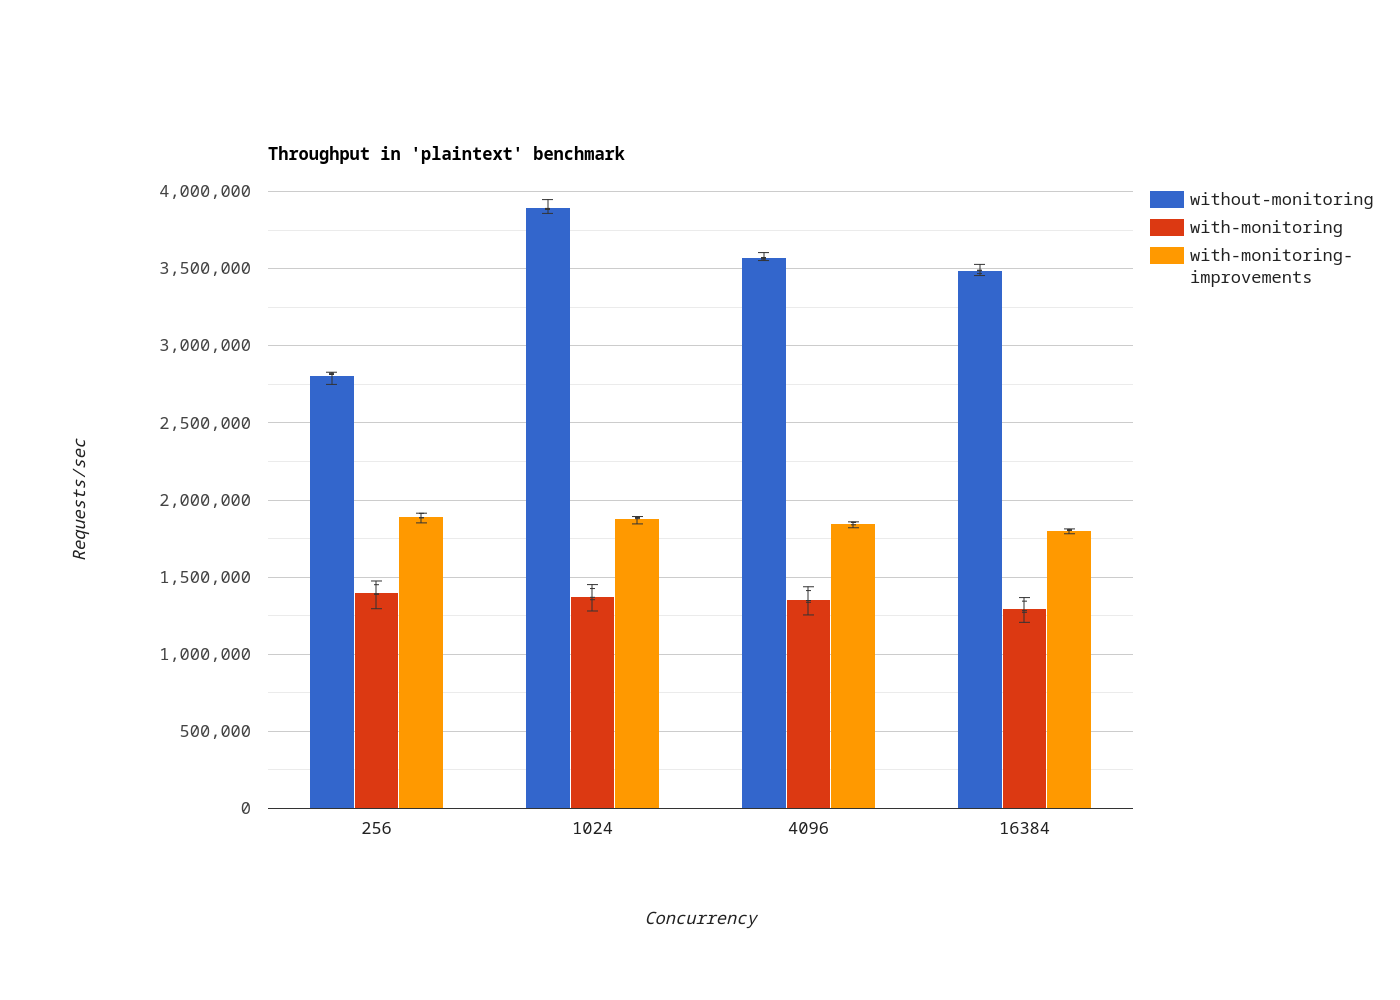 Throughput in 'plaintext' benchmark
4,000,000
3,500,000
3,000,000
2,500,000
2,000,000
1,500,000
1,000,000
500,000
0
Requests/sec
256
1024
4096
16384
Concurrency
without-monitoring
with-monitoring
with-monitoring-
improvements